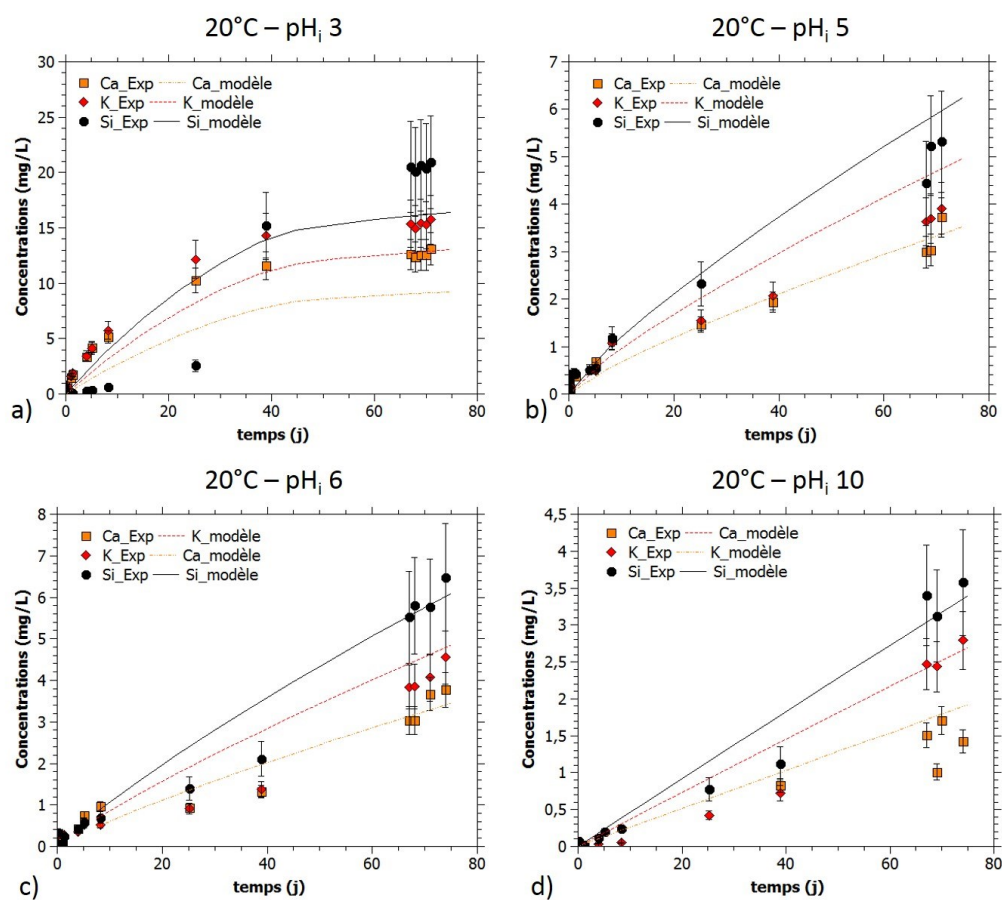 20°C – pHi 3
30
25
20
15
10
5
0
Concentrations (mg/L)
Ca_Exp Ca_modèle
K_Exp K_modèle
Si_Exp Si_modèle
0 20 40 60 80
temps (j)
a)
20°C – pHi 5
7
6
5
4
3
2
1
0
Concentrations (mg/L)
Ca_Exp Ca_modèle
K_Exp K_modèle
Si_Exp Si_modèle
0 20 40 60 80
temps (j)
b)
20°C – pHi 6
8
7
6
5
4
3
2
1
0
Concentrations (mg/L)
Ca_Exp K_modèle
K_Exp Ca_modèle
Si_Exp Si_modèle
0 20 40 60 80
temps (j)
c)
20°C – pHi 10
4,5
4
3,5
3
2,5
2
1,5
1
0,5
0
Concentrations (mg/L)
Ca_Exp Ca_modèle
K_Exp K_modèle
Si_Exp Si_modèle
0 20 40 60 80
temps (j)
d)